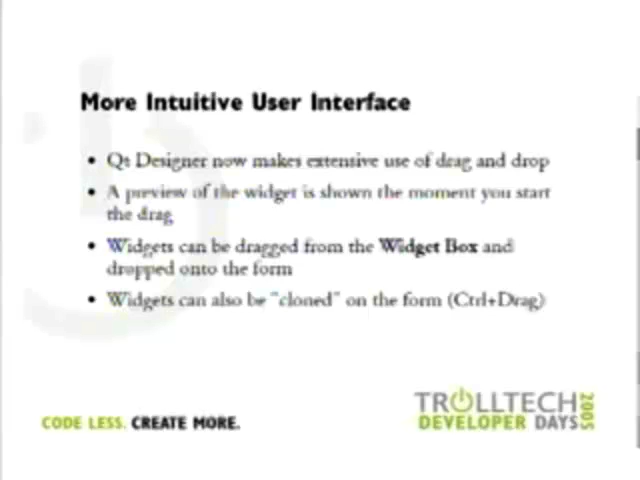 More Intuitive User Interface
• Qt Designer now makes extensive use of drag and drop
• A preview of the widget is shown the moment you start
the drag
• Widgets can be dragged from the Widget Box and
dropped onto the form
• Widgets can also be "cloned" on the form (Ctrl+Drag)
CODE LESS. CREATE MORE.
TROLLTECH
DEVELOPER DAYS
2005